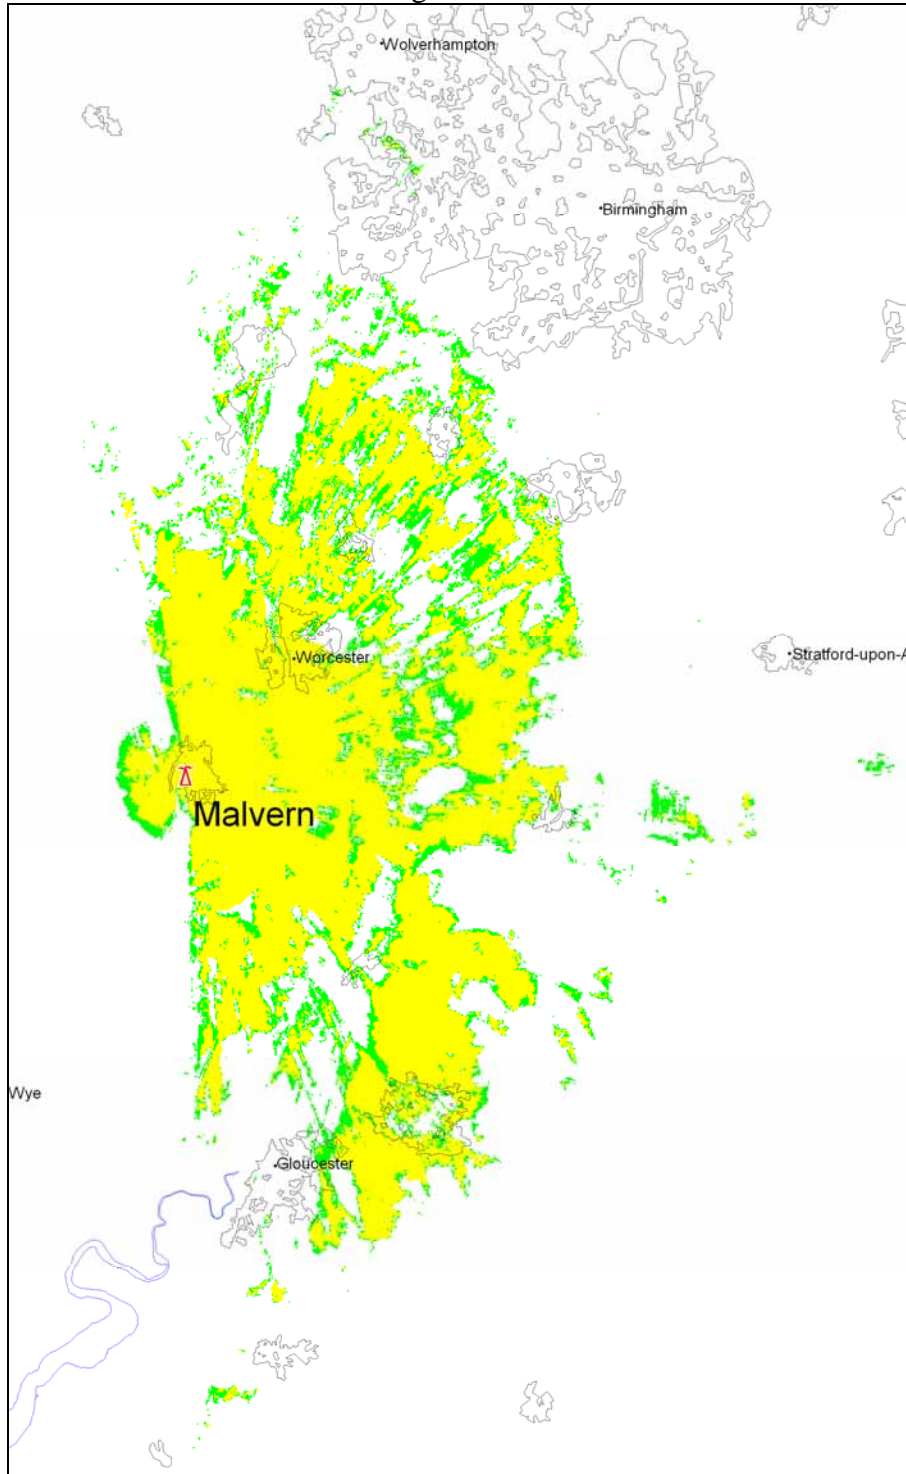 Wolverhampton
Birmingham
Worcester
Stratford-upon-A
Malvern
Wye
Gloucester